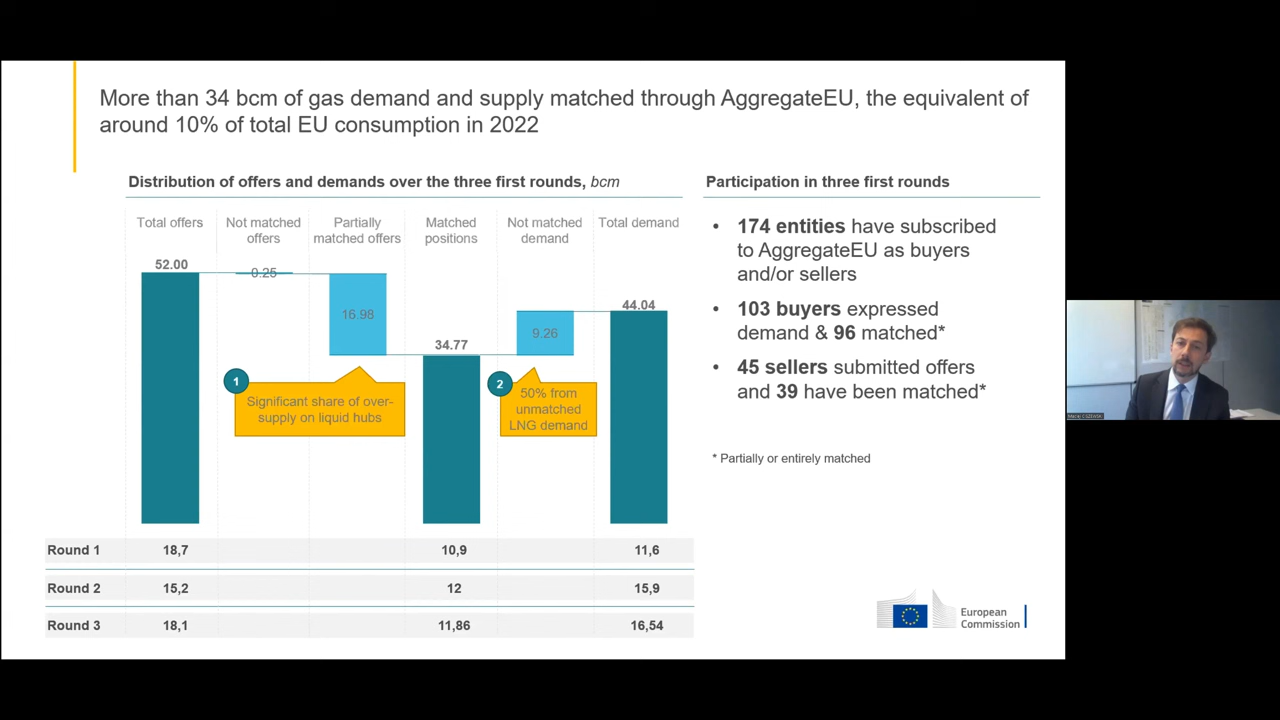 More than 34 bcm of gas demand and supply matched through AggregateEU, the equivalent of
around 10% of total EU consumption in 2022
Distribution of offers and demands over the three first rounds, bcm
Total offers
Not matched
offers
Partially
matched offers
Matched
positions
Not matched
demand
Total demand
52.00
0.25
16.98
34.77
9.26
44.04
1
Significant share of over-
supply on liquid hubs
2
50% from
unmatched
LNG demand
Round 1 18,7 10,9 11,6
Round 2 15,2 12 15,9
Round 3 18,1 11,86 16,54
Participation in three first rounds
• 174 entities have subscribed
to AggregateEU as buyers
and/or sellers
• 103 buyers expressed
demand & 96 matched*
• 45 sellers submitted offers
and 39 have been matched*
* Partially or entirely matched
European
Commission